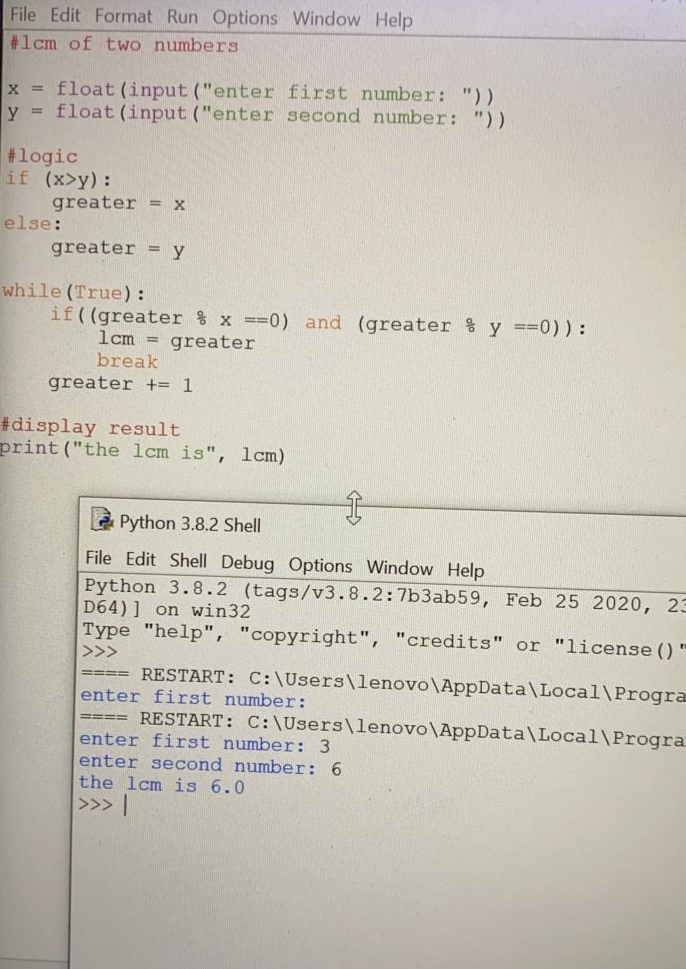 File Edit Format Run Options Window Help
#lcm of two numbers
x = float(input("enter first number: "))
y = float(input("enter second number: "))
#logic
if (x>y):
    greater = x
else:
    greater = y
while(True):
    if((greater % x ==0) and (greater % y ==0)):
        lcm = greater
        break
    greater += 1
#display result
print("the lcm is", lcm)
Python 3.8.2 Shell
File Edit Shell Debug Options Window Help
Python 3.8.2 (tags/v3.8.2:7b3ab59, Feb 25 2020, 23
D64)] on win32
Type "help", "copyright", "credits" or "license()"
>>>
==== RESTART: C:\Users\lenovo\AppData\Local\Progra
enter first number:
==== RESTART: C:\Users\lenovo\AppData\Local\Progra
enter first number: 3
enter second number: 6
the lcm is 6.0
>>>